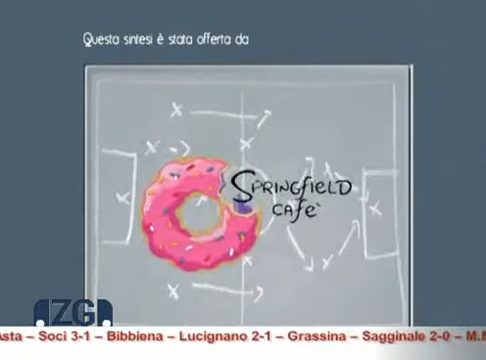 Questa sintesi è stata offerta da
SPRINGFIELD
CAFE'
ZG
Asta – Soci 3-1 – Bibbiena – Lucignano 2-1 – Grassina – Sagginale 2-0 – M.